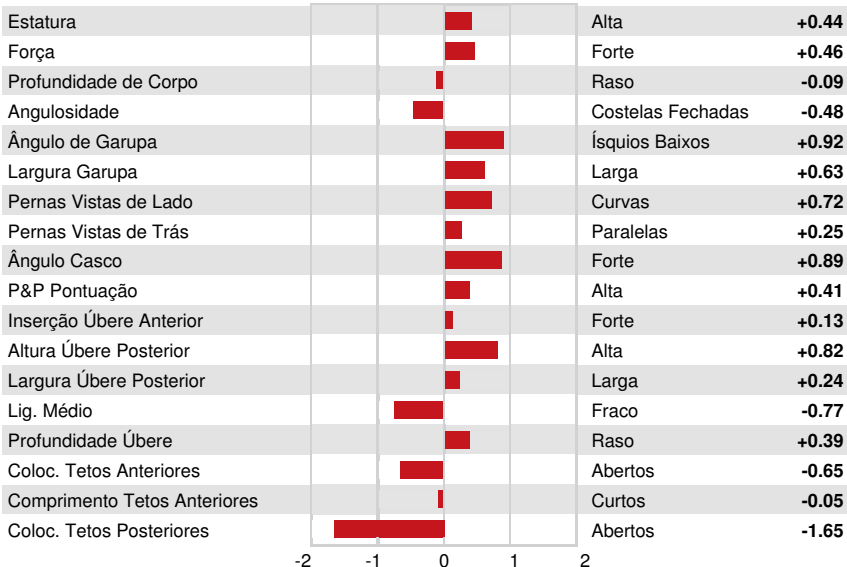 Estatura Alta +0.44
Força Forte +0.46
Profundidade de Corpo Raso -0.09
Angulosidade Costelas Fechadas -0.48
Ângulo de Garupa Ísquios Baixos +0.92
Largura Garupa Larga +0.63
Pernas Vistas de Lado Curvas +0.72
Pernas Vistas de Trás Paralelas +0.25
Ângulo Casco Forte +0.89
P&P Pontuação Alta +0.41
Inserção Úbere Anterior Forte +0.13
Altura Úbere Posterior Alta +0.82
Largura Úbere Posterior Larga +0.24
Lig. Médio Fraco -0.77
Profundidade Úbere Raso +0.39
Coloc. Tetos Anteriores Abertos -0.65
Comprimento Tetos Anteriores Curtos -0.05
Coloc. Tetos Posteriores Abertos -1.65
-2 -1 0 1 2